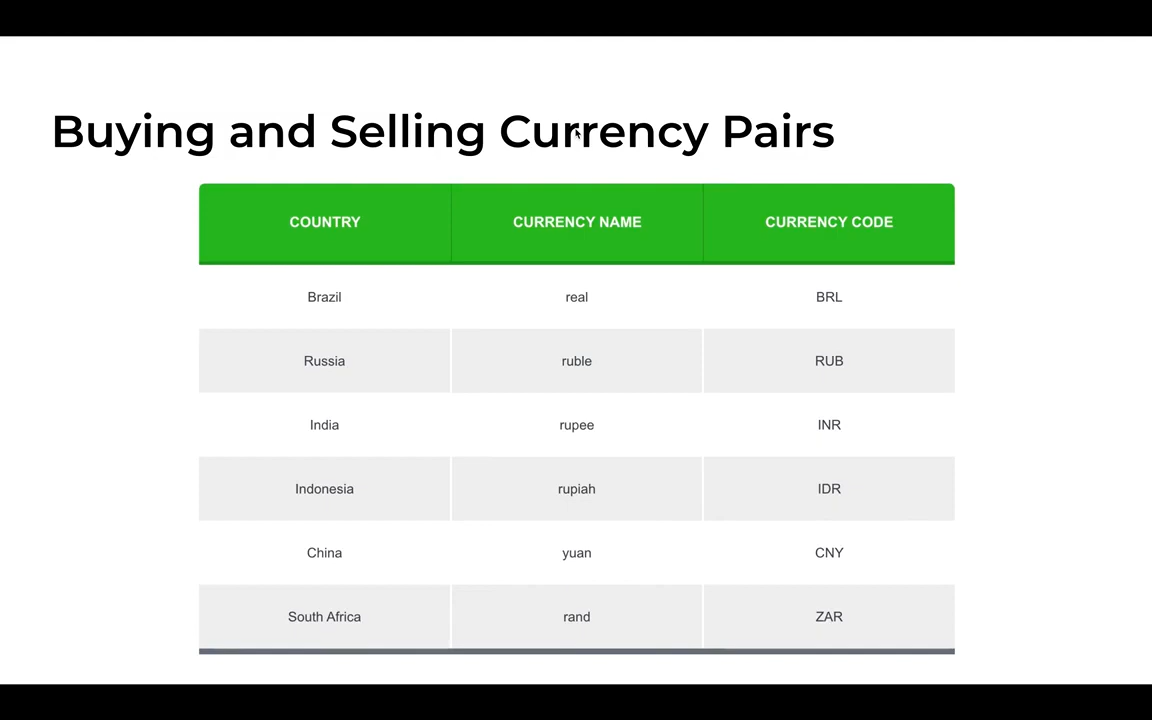 Buying and Selling Currency Pairs
COUNTRY CURRENCY NAME CURRENCY CODE
Brazil real BRL
Russia ruble RUB
India rupee INR
Indonesia rupiah IDR
China yuan CNY
South Africa rand ZAR